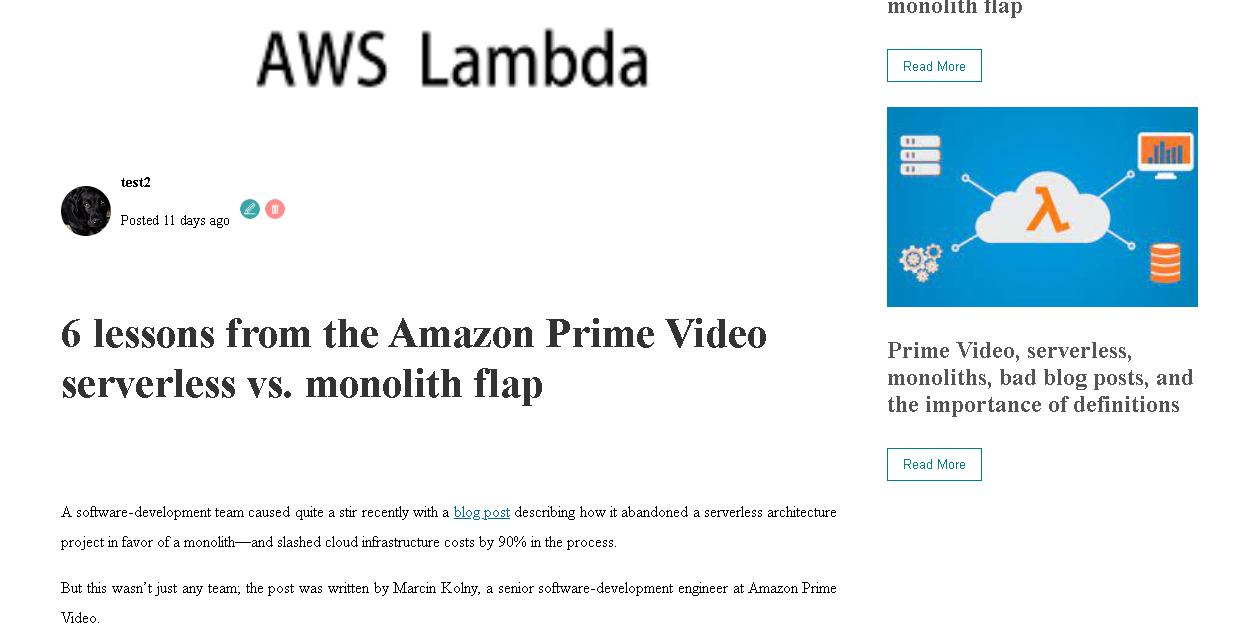 AWS Lambda
test2
Posted 11 days ago
6 lessons from the Amazon Prime Video
serverless vs. monolith flap
A software-development team caused quite a stir recently with a blog post describing how it abandoned a serverless architecture
project in favor of a monolith—and slashed cloud infrastructure costs by 90% in the process.
But this wasn’t just any team; the post was written by Marcin Kolny, a senior software-development engineer at Amazon Prime
Video.
monolith flap
Read More
λ
Prime Video, serverless,
monoliths, bad blog posts, and
the importance of definitions
Read More